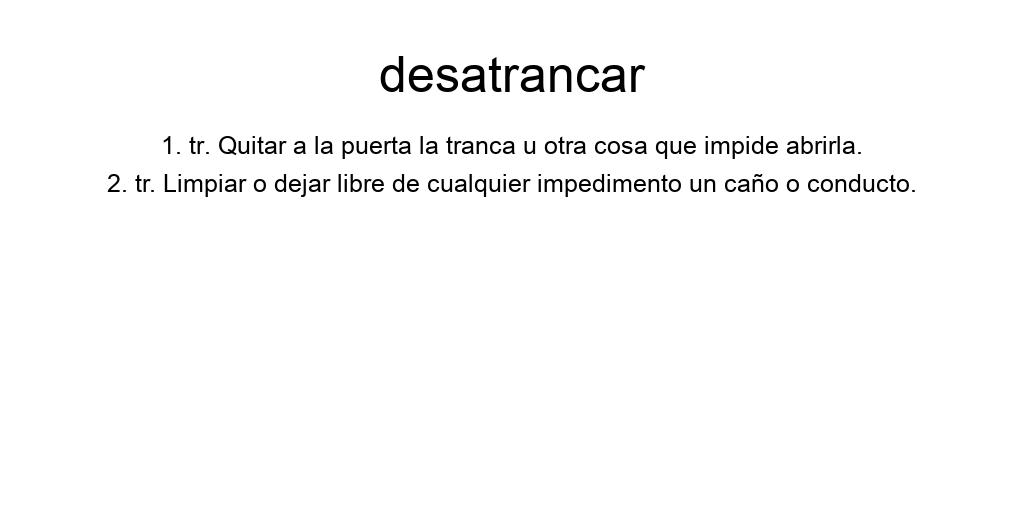 desatrancar
1. tr. Quitar a la puerta la tranca u otra cosa que impide abrirla.
2. tr. Limpiar o dejar libre de cualquier impedimento un caño o conducto.